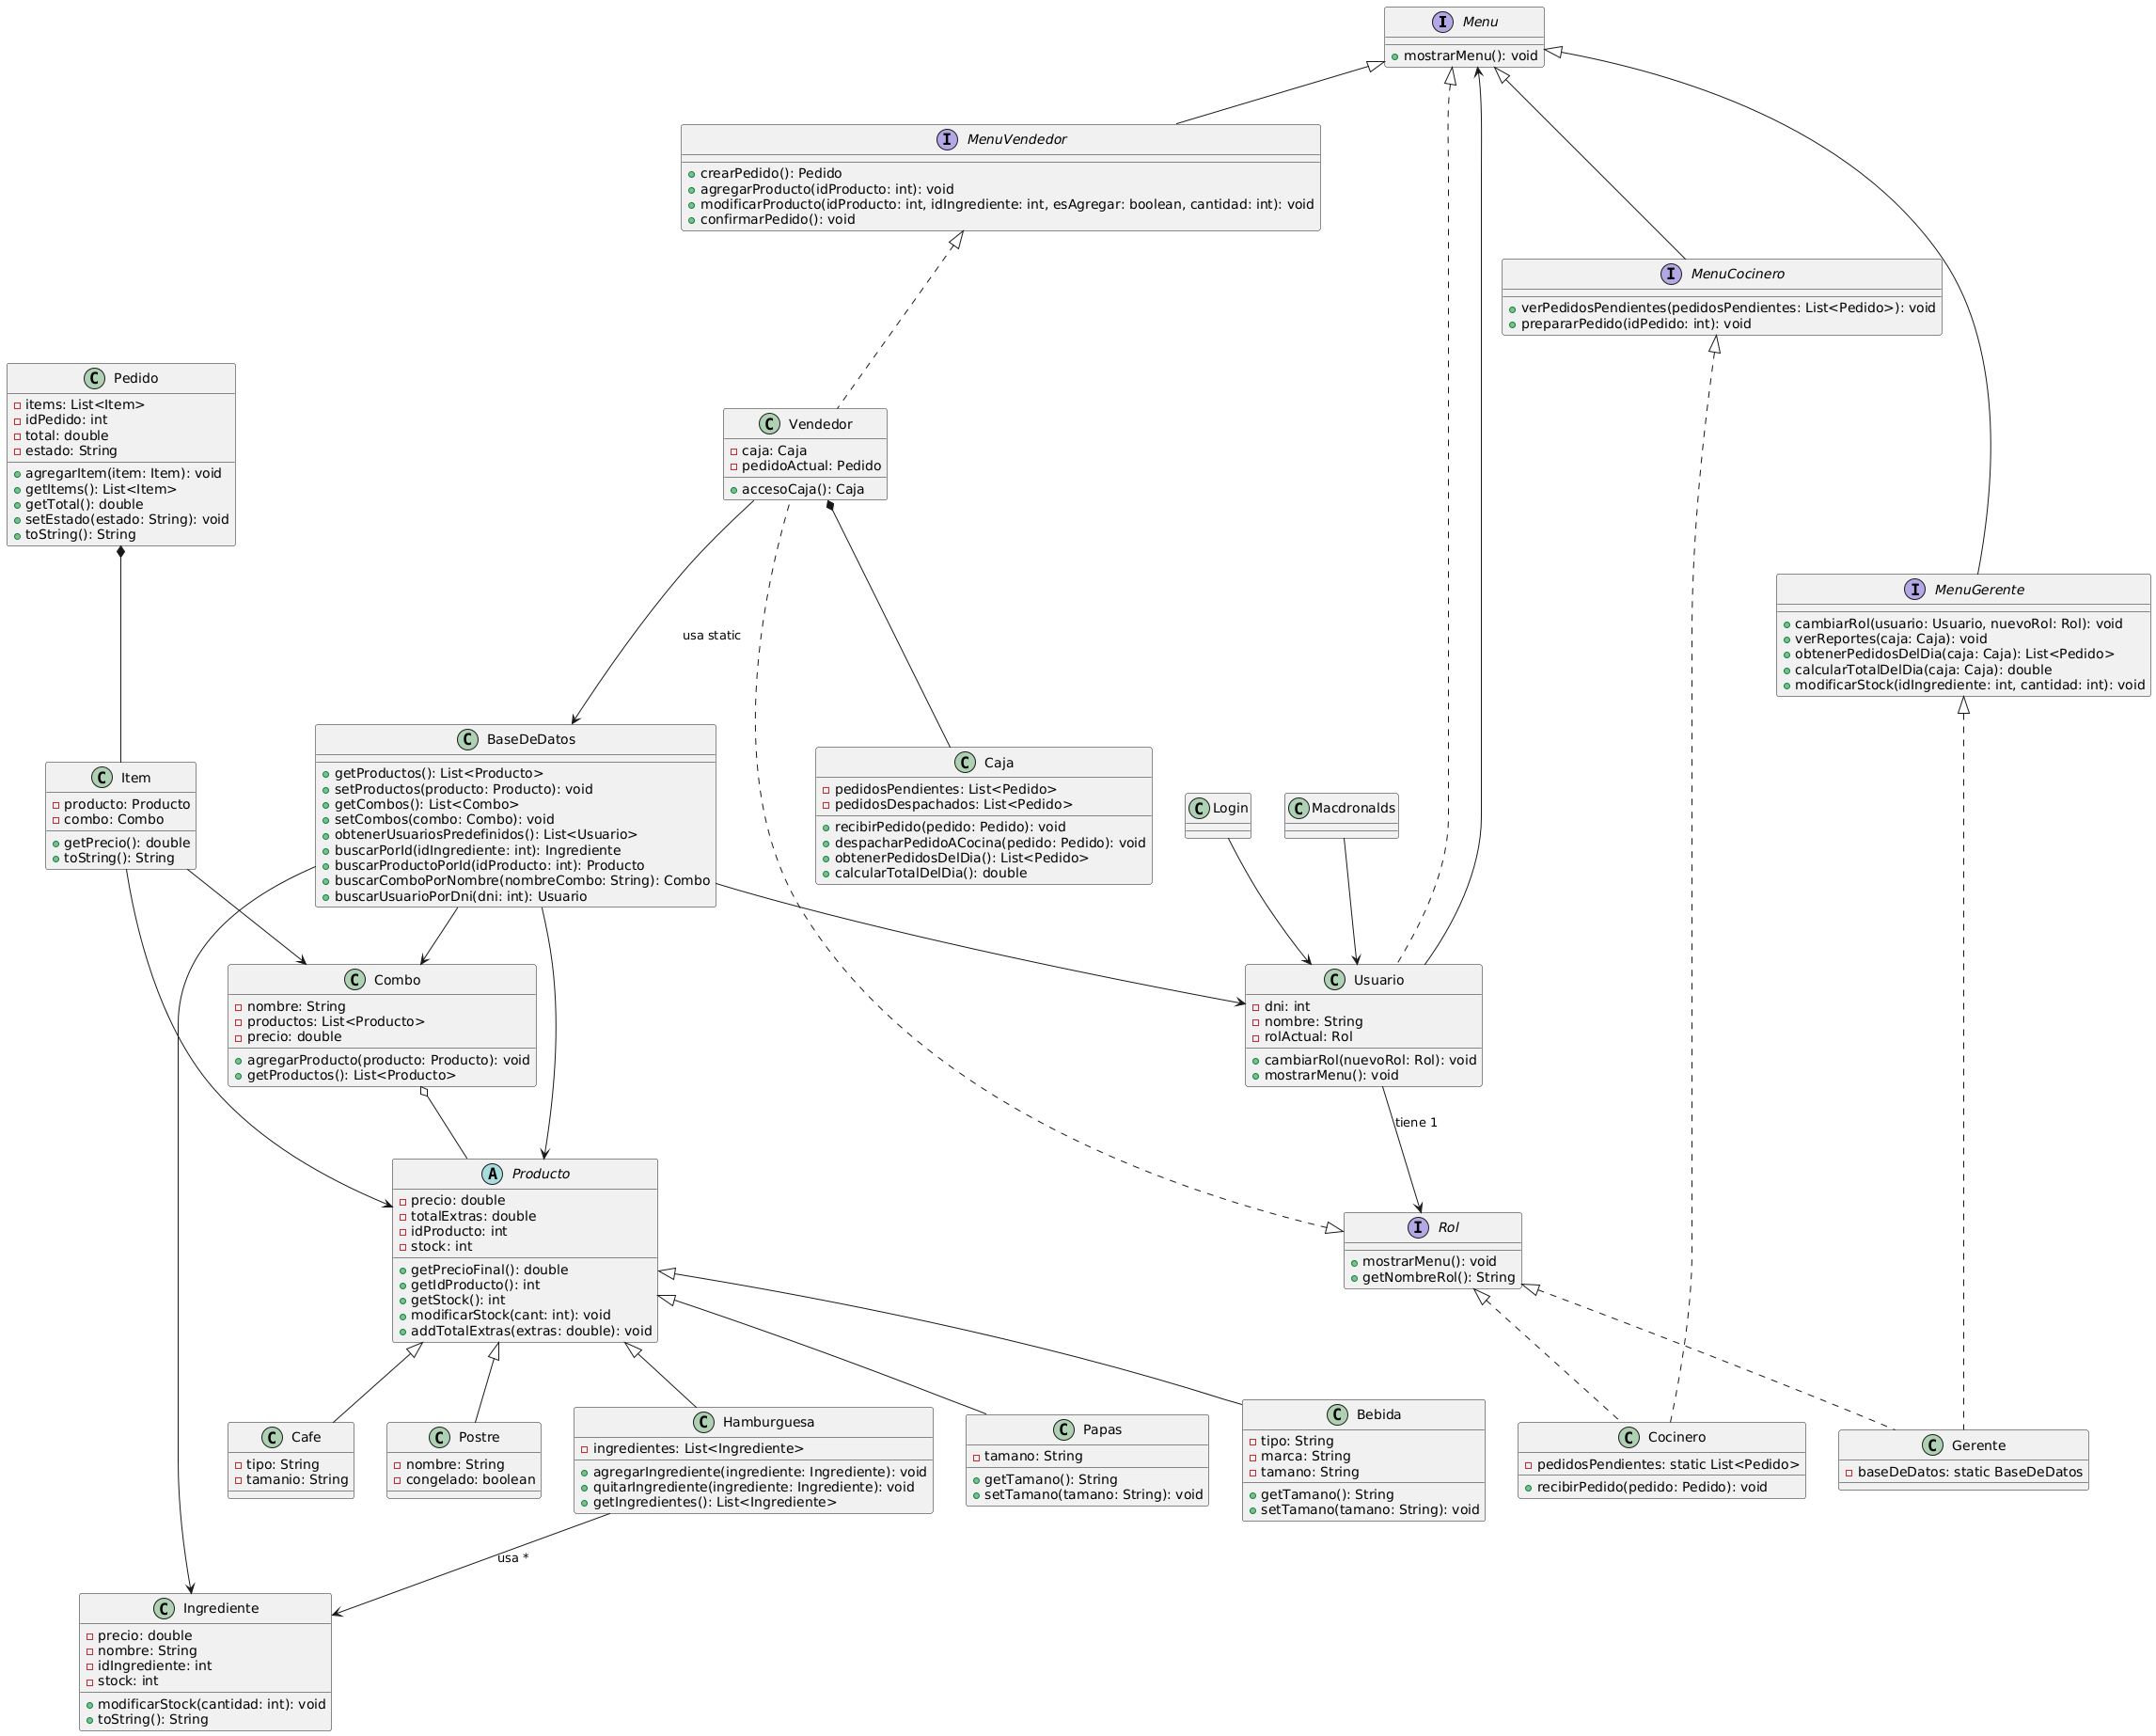 I Menu
mostrarMenu(): void
I MenuVendedor
crearPedido(): Pedido
agregarProducto(idProducto: int): void
modificarProducto(idProducto: int, idIngrediente: int, esAgregar: boolean, cantidad: int): void
confirmarPedido(): void
I MenuCocinero
verPedidosPendientes(pedidosPendientes: List<Pedido>): void
prepararPedido(idPedido: int): void
C Pedido
items: List<Item>
idPedido: int
total: double
estado: String
agregarItem(item: Item): void
getItems(): List<Item>
getTotal(): double
setEstado(estado: String): void
toString(): String
C Vendedor
caja: Caja
pedidoActual: Pedido
accesoCaja(): Caja
I MenuGerente
cambiarRol(usuario: Usuario, nuevoRol: Rol): void
verReportes(caja: Caja): void
obtenerPedidosDelDia(caja: Caja): List<Pedido>
calcularTotalDelDia(caja: Caja): double
modificarStock(idIngrediente: int, cantidad: int): void
usa static
C Item
producto: Producto
combo: Combo
getPrecio(): double
toString(): String
C BaseDeDatos
getProductos(): List<Producto>
setProductos(producto: Producto): void
getCombos(): List<Combo>
setCombos(combo: Combo): void
obtenerUsuariosPredefinidos(): List<Usuario>
buscarPorId(idIngrediente: int): Ingrediente
buscarProductoPorId(idProducto: int): Producto
buscarComboPorNombre(nombreCombo: String): Combo
buscarUsuarioPorDni(dni: int): Usuario
C Caja
pedidosPendientes: List<Pedido>
pedidosDespachados: List<Pedido>
recibirPedido(pedido: Pedido): void
despacharPedidoACocina(pedido: Pedido): void
obtenerPedidosDelDia(): List<Pedido>
calcularTotalDelDia(): double
C Login
C Macdronalds
C Combo
nombre: String
productos: List<Producto>
precio: double
agregarProducto(producto: Producto): void
getProductos(): List<Producto>
C Usuario
dni: int
nombre: String
rolActual: Rol
cambiarRol(nuevoRol: Rol): void
mostrarMenu(): void
tiene 1
A Producto
precio: double
totalExtras: double
idProducto: int
stock: int
getPrecioFinal(): double
getIdProducto(): int
getStock(): int
modificarStock(cant: int): void
addTotalExtras(extras: double): void
I Rol
mostrarMenu(): void
getNombreRol(): String
C Cafe
tipo: String
tamanio: String
C Postre
nombre: String
congelado: boolean
C Hamburguesa
ingredientes: List<Ingrediente>
agregarIngrediente(ingrediente: Ingrediente): void
quitarIngrediente(ingrediente: Ingrediente): void
getIngredientes(): List<Ingrediente>
C Papas
tamano: String
getTamano(): String
setTamano(tamano: String): void
C Bebida
tipo: String
marca: String
tamano: String
getTamano(): String
setTamano(tamano: String): void
C Cocinero
pedidosPendientes: static List<Pedido>
recibirPedido(pedido: Pedido): void
C Gerente
baseDeDatos: static BaseDeDatos
usa *
C Ingrediente
precio: double
nombre: String
idIngrediente: int
stock: int
modificarStock(cantidad: int): void
toString(): String